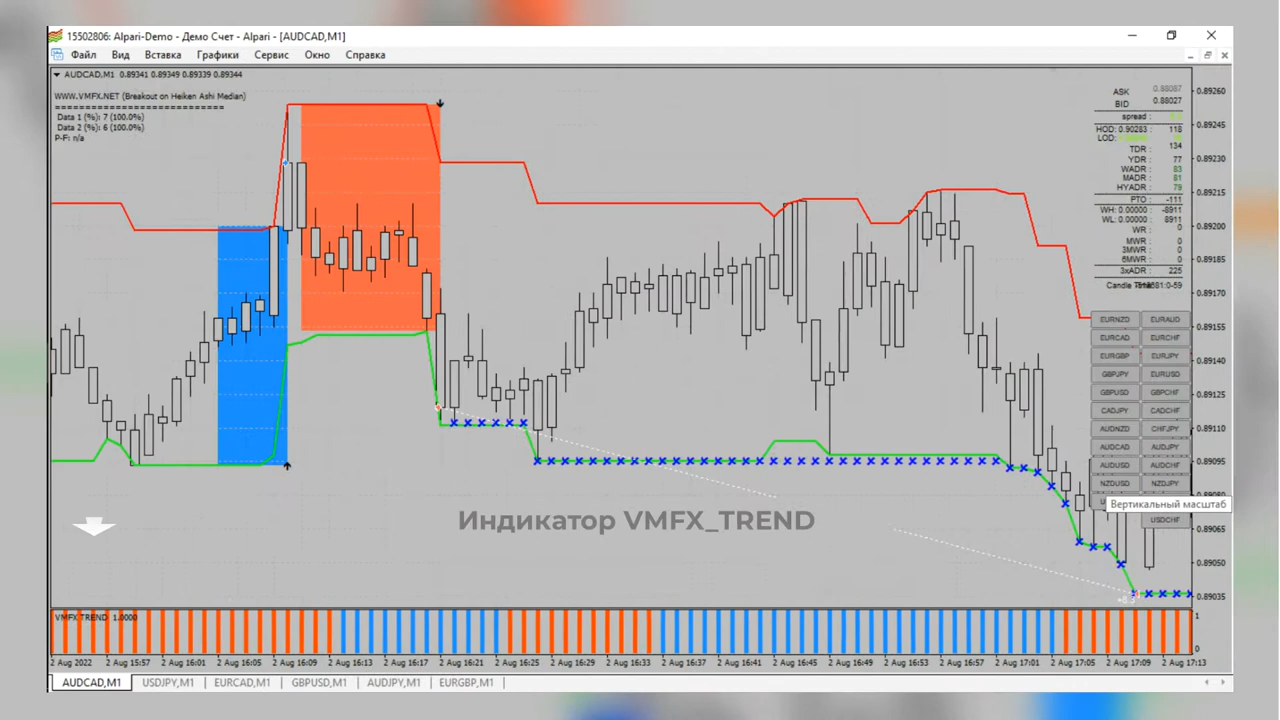 15502806: Alpari-Demo - Демо Счет - Alpari - [AUDCAD,M1]
Файл Вид Вставка Графики Сервис Окно Справка
AUDCAD,M1 0.89341 0.89349 0.89339 0.89344
WWW.VMFX.NET (Breakout on Heiken Ashi Median)
===========================
Data 1 (%): 7 (100.0%)
Data 2 (%): 6 (100.0%)
P-F: n/a
ASK 0.88087
BID 0.88027
spread :
HOD: 0.90283 : 118
LOD:
TDR : 134
YDR : 77
WADR : 83
MADR : 81
HYADR : 79
PTO : -111
WH: 0.00000 : -8911
WL: 0.00000 : 8911
WR : 0
MWR : 0
3MWR : 0
6MWR : 0
3xADR : 225
Candle Time
0.89260
0.89245
0.89230
0.89215
0.89200
0.89185
0.89170
0.89155
0.89140
0.89125
0.89110
0.89095
0.89080
0.89065
0.89050
0.89035
EURNZD EURAUD
EURCAD EURCHF
EURGBP EURJPY
GBPJPY EURUSD
GBPUSD GBPCHF
CADJPY CADCHF
AUDNZD CHFJPY
AUDCAD AUDJPY
AUDUSD AUDCHF
NZDUSD NZDJPY
Вертикальный масштаб
USDCHF
Индикатор VMFX_TREND
VMFX TREND 1.0000
1
0
2 Aug 2022 2 Aug 15:57 2 Aug 16:01 2 Aug 16:05 2 Aug 16:09 2 Aug 16:13 2 Aug 16:17 2 Aug 16:21 2 Aug 16:25 2 Aug 16:29 2 Aug 16:33 2 Aug 16:37 2 Aug 16:41 2 Aug 16:45 2 Aug 16:49 2 Aug 16:53 2 Aug 16:57 2 Aug 17:01 2 Aug 17:05 2 Aug 17:09 2 Aug 17:13
AUDCAD,M1 USDJPY,M1 EURCAD,M1 GBPUSD,M1 AUDJPY,M1 EURGBP,M1